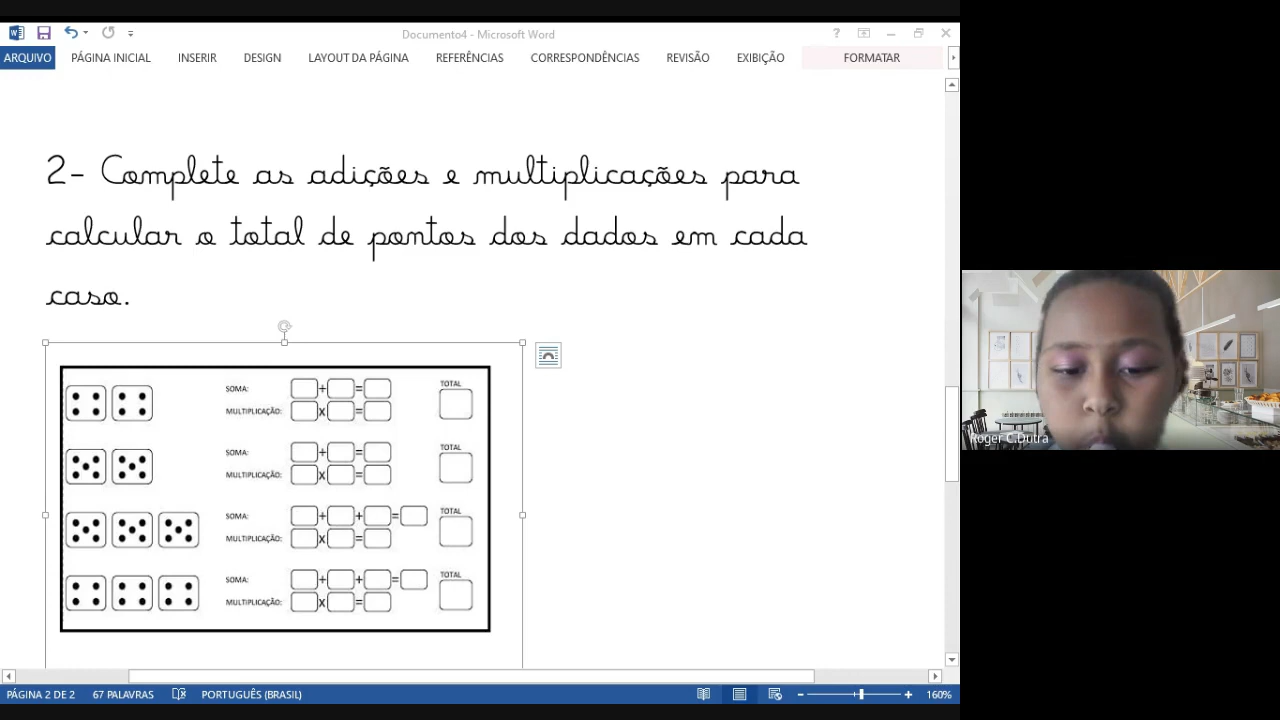 Documento4 - Microsoft Word
?
ARQUIVO PÁGINA INICIAL INSERIR DESIGN LAYOUT DA PÁGINA REFERÊNCIAS CORRESPONDÊNCIAS REVISÃO EXIBIÇÃO FORMATAR
2- Complete as adições e multiplicações para
calcular o total de pontos dos dados em cada
caso.
SOMA: + = TOTAL
MULTIPLICAÇÃO: x =
SOMA: + = TOTAL
MULTIPLICAÇÃO: x =
SOMA: + + = TOTAL
MULTIPLICAÇÃO: x =
SOMA: + + = TOTAL
MULTIPLICAÇÃO: x =
Roger C.Dutra
PÁGINA 2 DE 2 67 PALAVRAS PORTUGUÊS (BRASIL) - + 160%